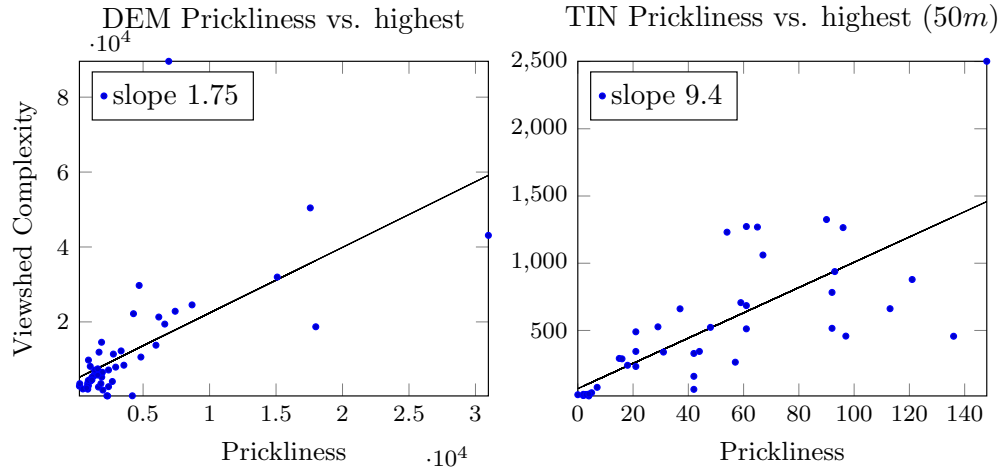 DEM Prickliness vs. highest
·10^4
slope 1.75
8
6
4
2
0.5 1 1.5 2 2.5 3
Prickliness
·10^4
Viewshed Complexity
TIN Prickliness vs. highest (50m)
slope 9.4
2,500
2,000
1,500
1,000
500
0 20 40 60 80 100 120 140
Prickliness